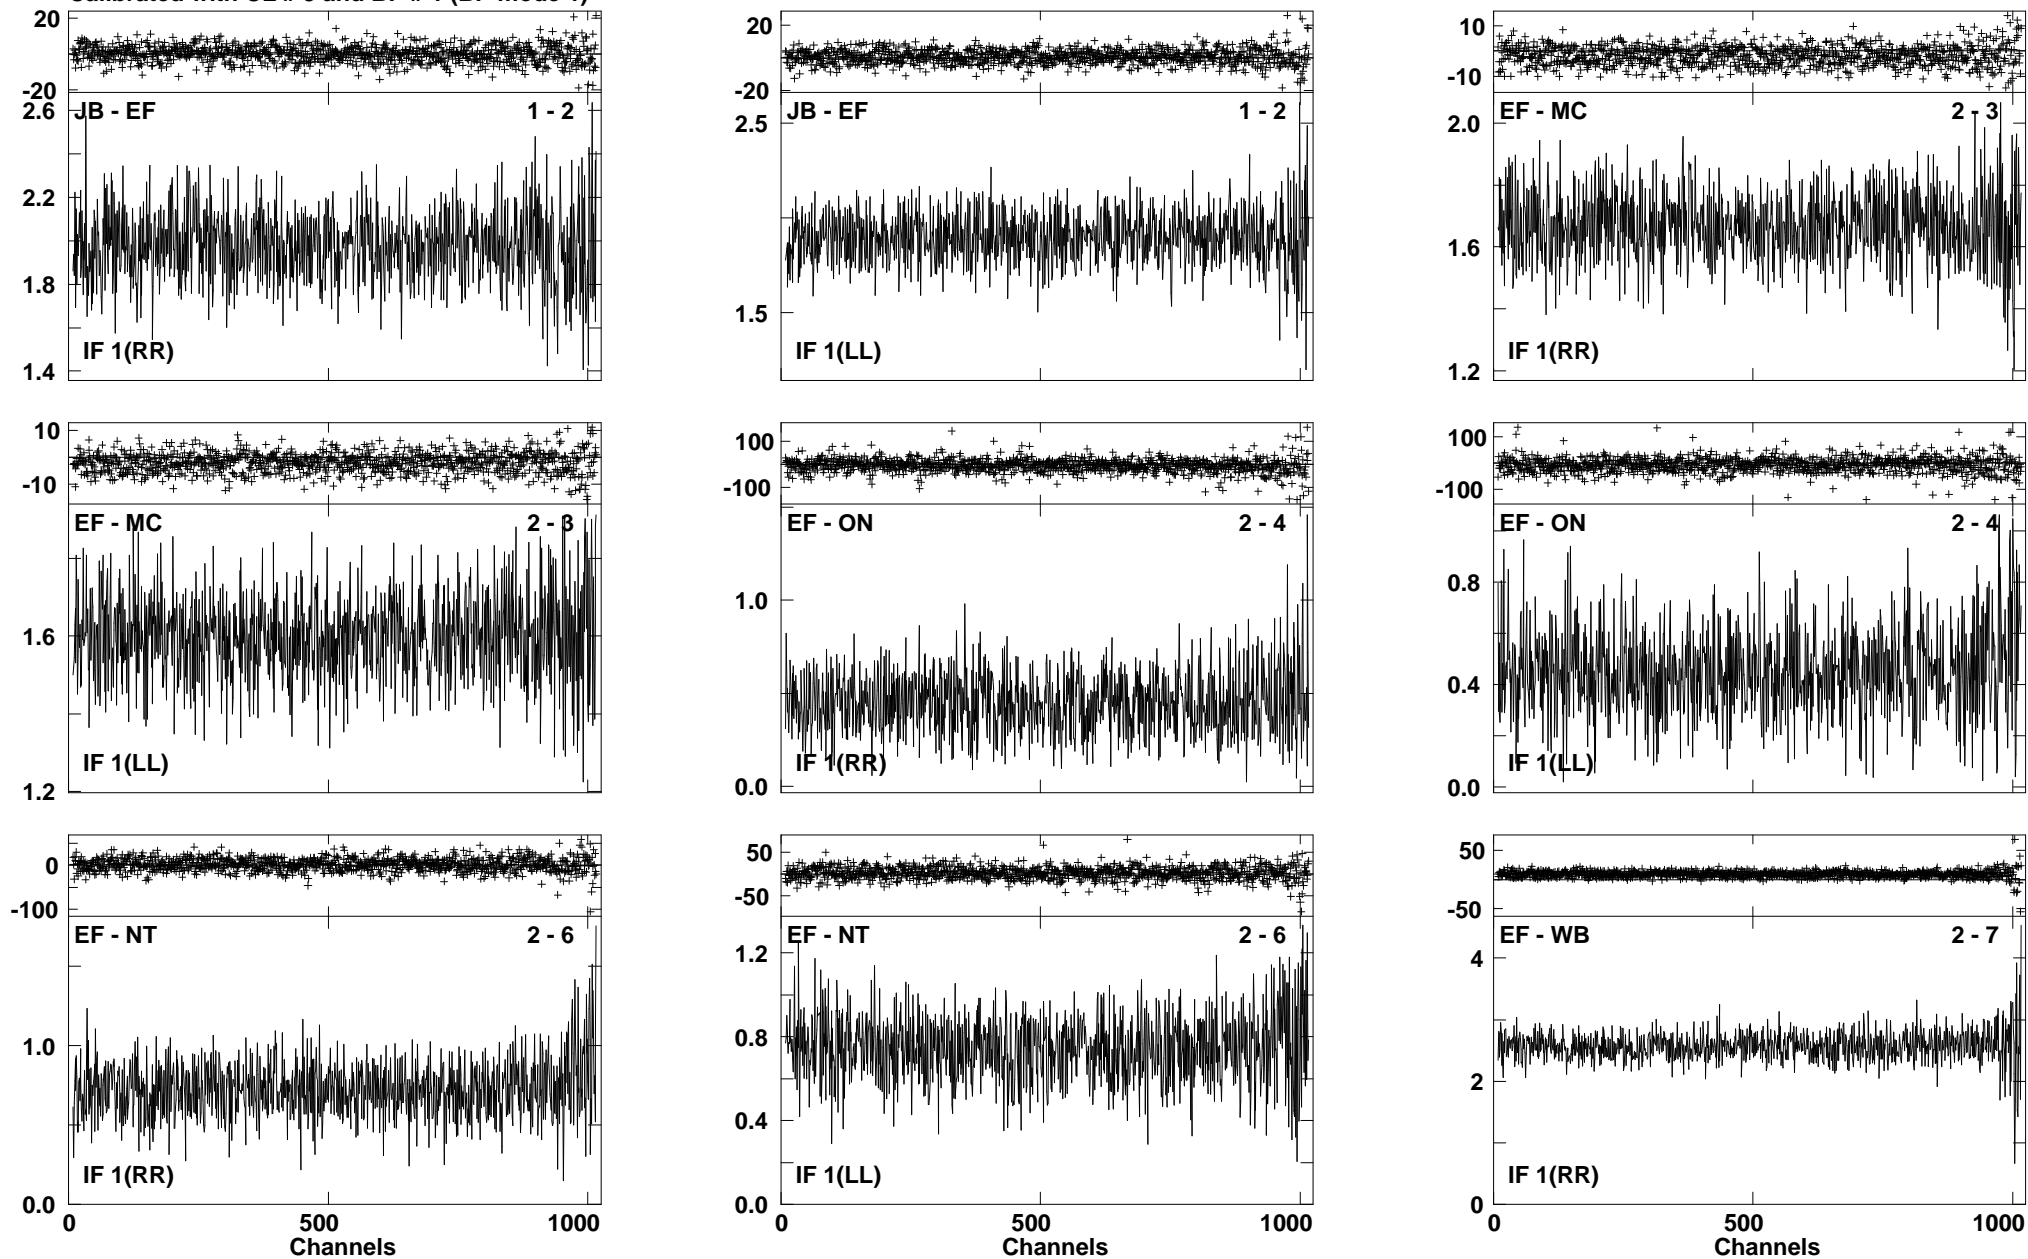 20
-20
2.6
2.2
1.8
1.4
JB - EF
1 - 2
IF 1(RR)
20
-20
2.5
1.5
JB - EF
1 - 2
IF 1(LL)
10
-10
2.0
1.6
1.2
EF - MC
2 - 3
IF 1(RR)
10
-10
1.6
1.2
EF - MC
2 - 3
IF 1(LL)
100
-100
1.0
0.0
EF - ON
2 - 4
IF 1(RR)
100
-100
0.8
0.4
0.0
EF - ON
2 - 4
IF 1(LL)
0
-100
1.0
0.0
EF - NT
2 - 6
IF 1(RR)
0 500 1000
Channels
50
-50
1.2
0.8
0.4
0.0
EF - NT
2 - 6
IF 1(LL)
0 500 1000
Channels
50
-50
4
2
0
EF - WB
2 - 7
IF 1(RR)
0 500 1000
Channels